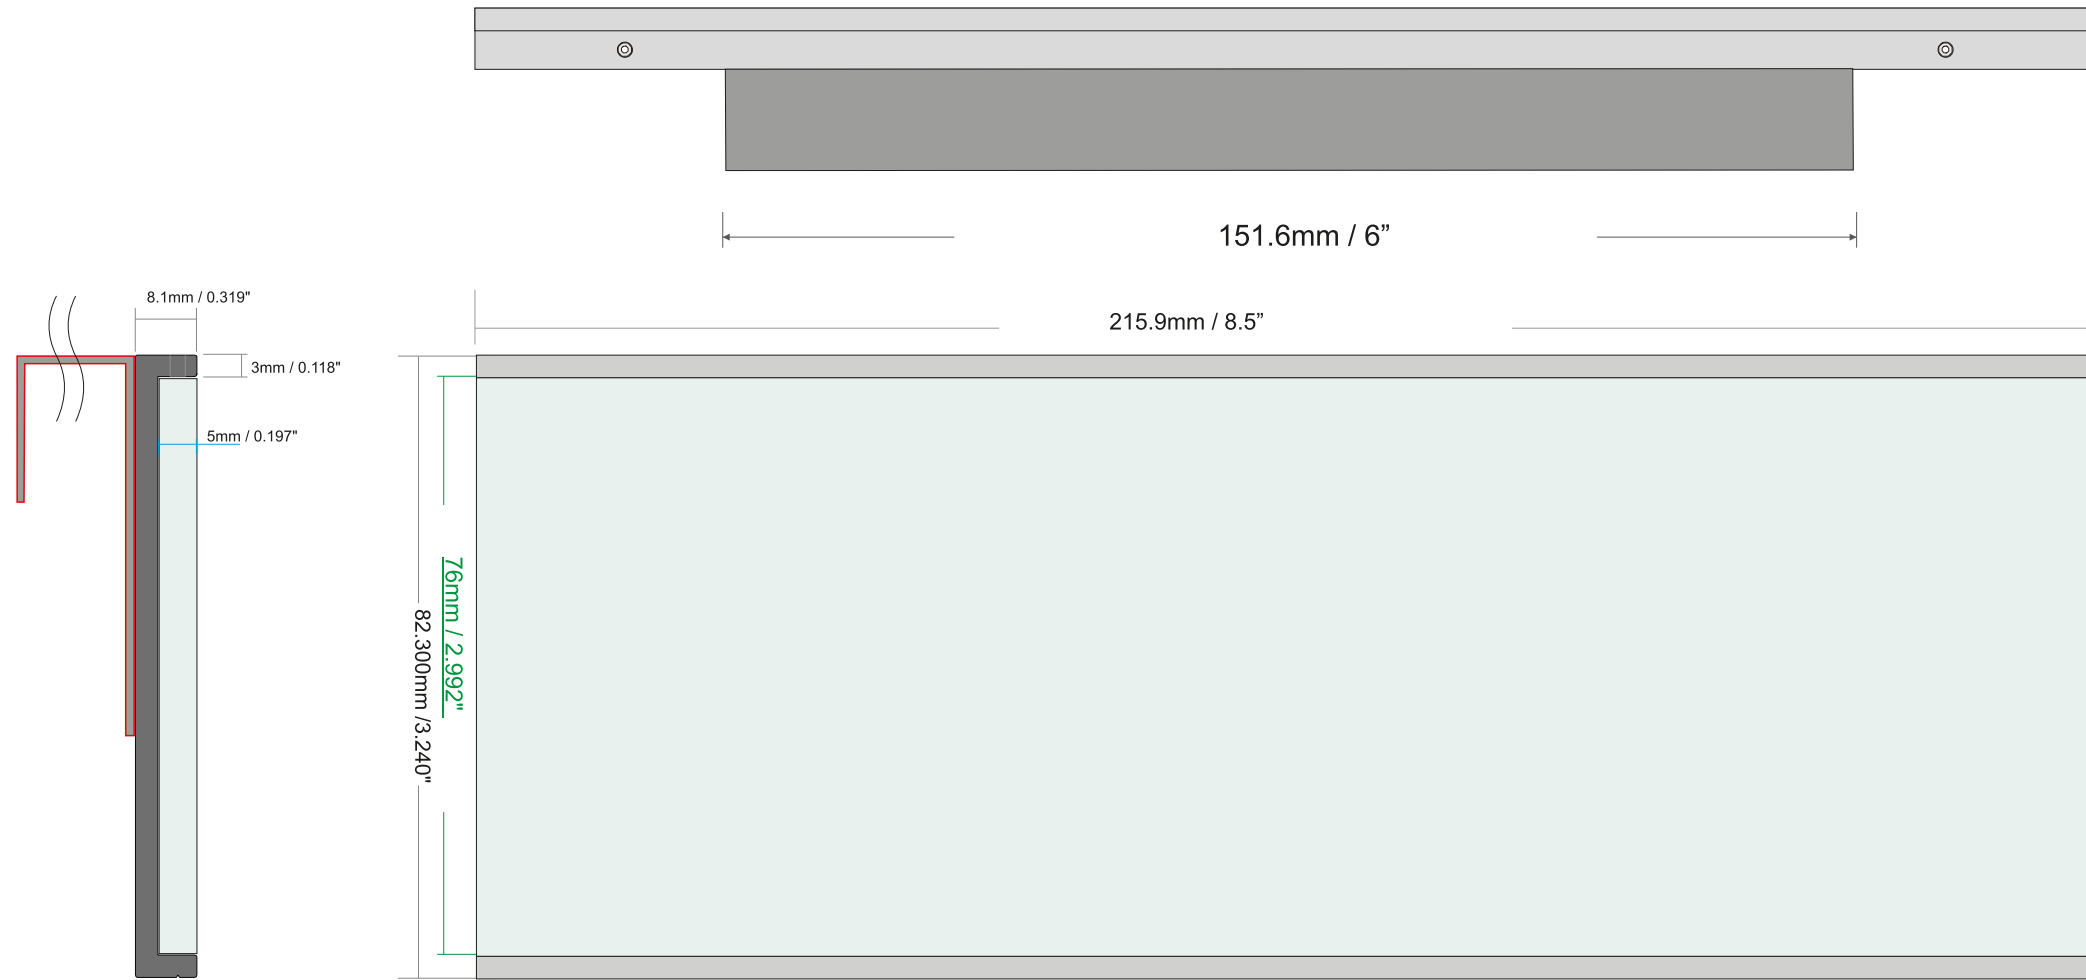 151.6mm / 6”
8.1mm / 0.319"
215.9mm / 8.5”
3mm / 0.118"
5mm / 0.197"
76mm / 2.992"
82.300mm /3.240"